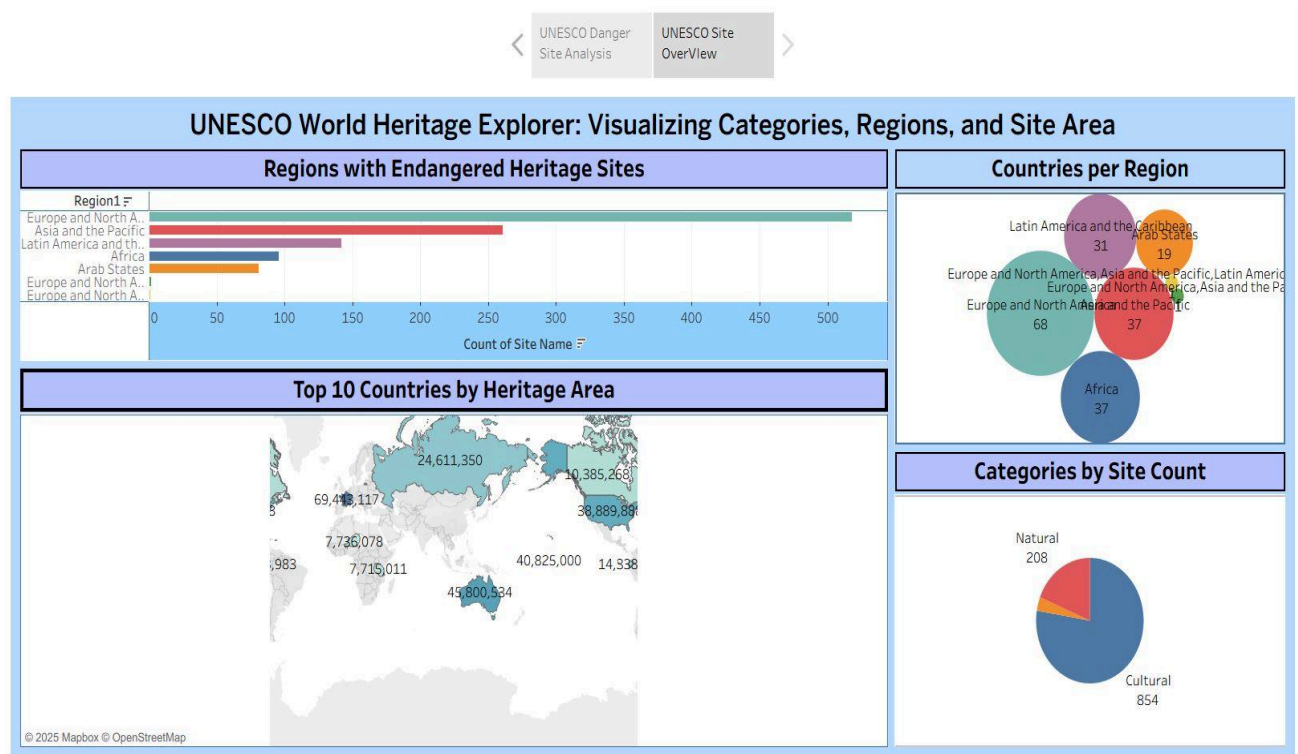 UNESCO Danger
Site Analysis
UNESCO Site
OverVIew
UNESCO World Heritage Explorer: Visualizing Categories, Regions, and Site Area
Regions with Endangered Heritage Sites
Region1
Europe and North A..
Asia and the Pacific
Latin America and th..
Africa
Arab States
Europe and North A..
Europe and North A..
0 50 100 150 200 250 300 350 400 450 500
Count of Site Name
Countries per Region
Latin America and the Caribbean
31
Arab States
19
Europe and North America,Asia and the Pacific,Latin Americ
Europe and North America,Asia and the Pa
1
Europe and North America
68
Asia and the Pacific
37
Africa
37
Top 10 Countries by Heritage Area
24,611,350
10,385,268
69,443,117
38,889,88
7,736,078
,983
7,715,011
40,825,000
14,338
45,800,534
© 2025 Mapbox © OpenStreetMap
Categories by Site Count
Natural
208
Cultural
854